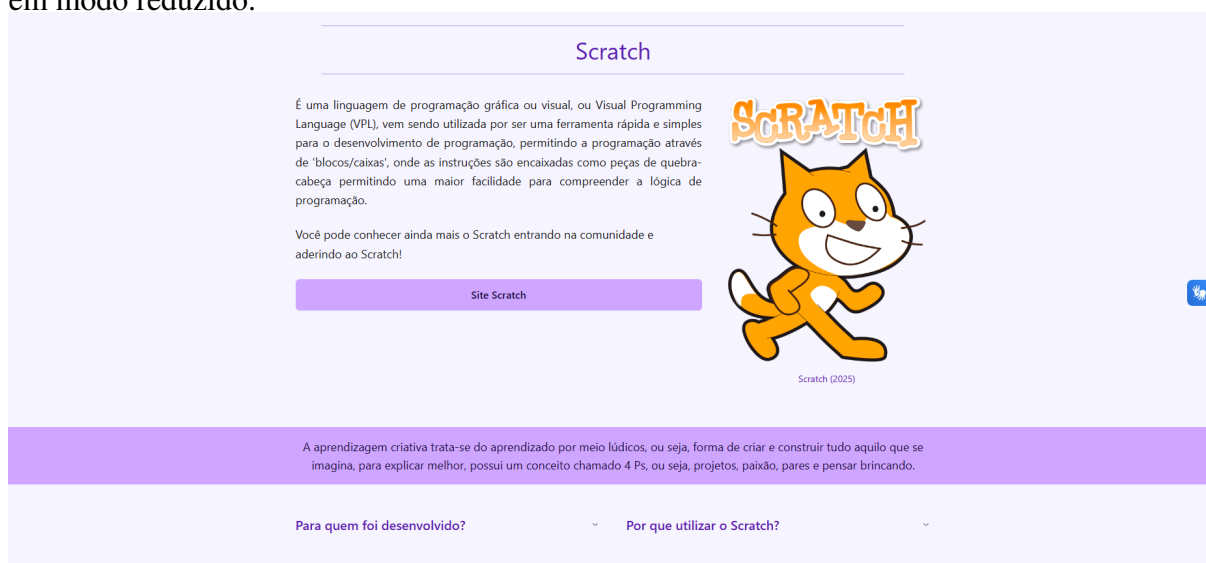 em modo reduzido.
Scratch
É uma linguagem de programação gráfica ou visual, ou Visual Programming
Language (VPL), vem sendo utilizada por ser uma ferramenta rápida e simples
para o desenvolvimento de programação, permitindo a programação através
de 'blocos/caixas', onde as instruções são encaixadas como peças de quebra-
cabeça permitindo uma maior facilidade para compreender a lógica de
programação.
Você pode conhecer ainda mais o Scratch entrando na comunidade e
aderindo ao Scratch!
Site Scratch
SCRATCH
Scratch (2025)
A aprendizagem criativa trata-se do aprendizado por meio lúdicos, ou seja, forma de criar e construir tudo aquilo que se
imagina, para explicar melhor, possui um conceito chamado 4 Ps, ou seja, projetos, paixão, pares e pensar brincando.
Para quem foi desenvolvido?
Por que utilizar o Scratch?